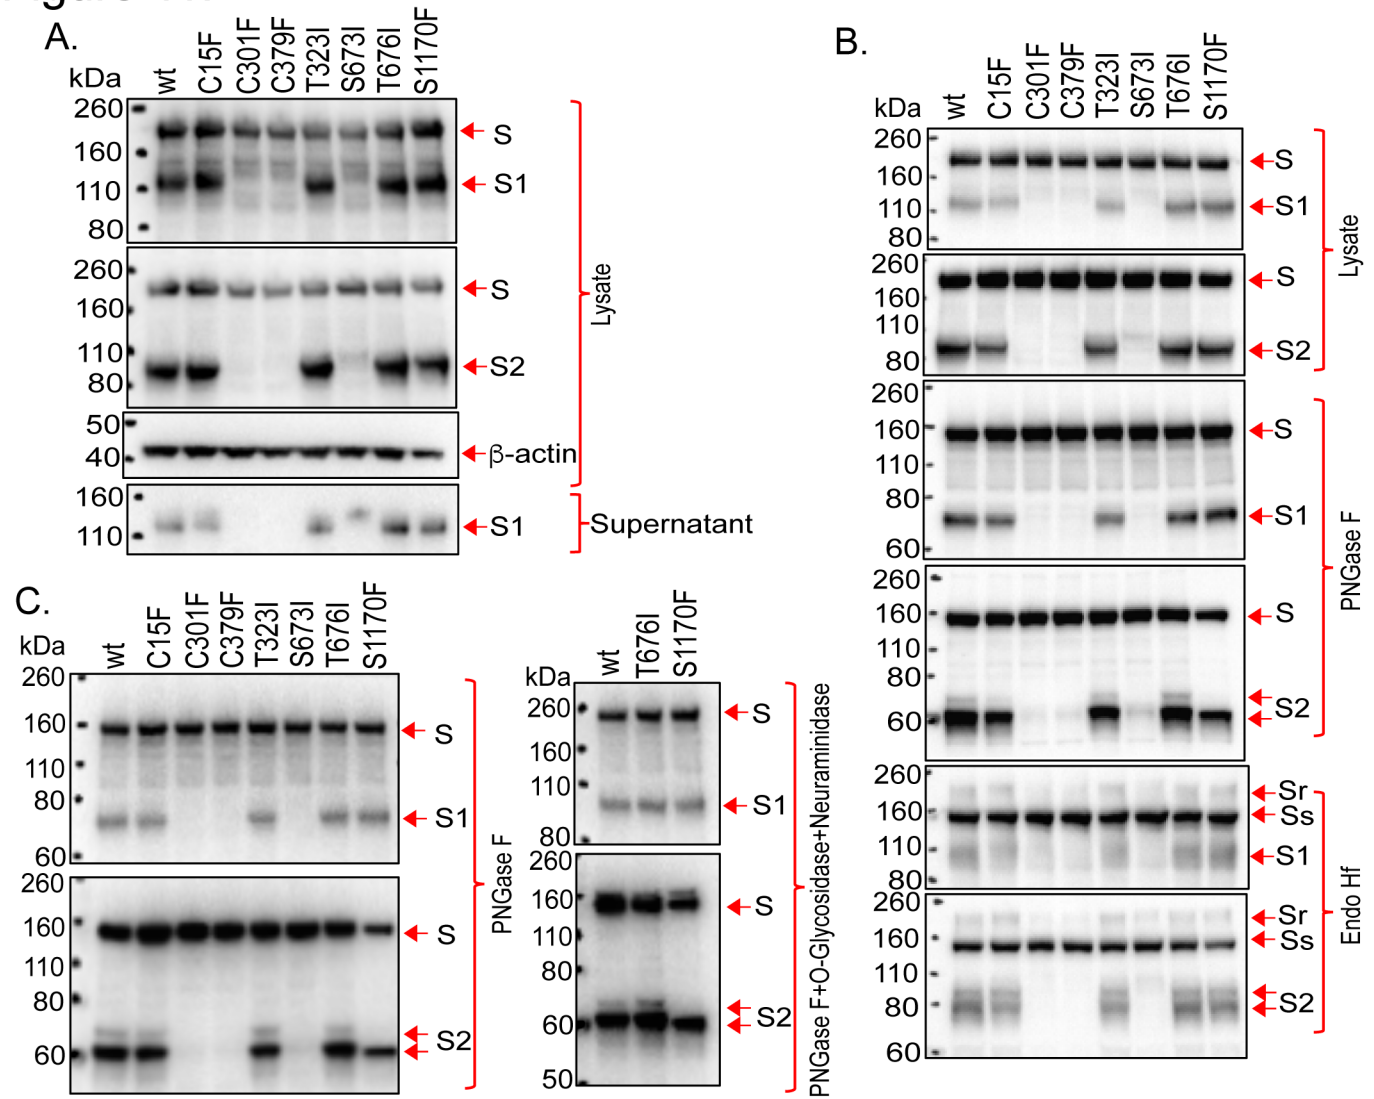 A.
kDa
wt
C15F
C301F
C379F
T323I
S673I
T676I
S1170F
260
160
110
80
S
S1
260
160
110
80
S
S2
50
40
β-actin
Lysate
160
110
S1
Supernatant
B.
kDa
wt
C15F
C301F
C379F
T323I
S673I
T676I
S1170F
260
160
110
80
S
S1
260
160
110
80
S
S2
Lysate
260
160
110
80
60
S
S1
260
160
110
80
60
S
S2
PNGase F
260
160
110
80
Sr
Ss
S1
260
160
110
80
60
Sr
Ss
S2
Endo Hf
C.
kDa
wt
C15F
C301F
C379F
T323I
S673I
T676I
S1170F
260
160
110
80
60
S
S1
260
160
110
80
60
S
S2
PNGase F
kDa
wt
T676I
S1170F
260
160
110
80
S
S1
260
160
110
80
60
50
S
S2
PNGase F+O-Glycosidase+Neuraminidase